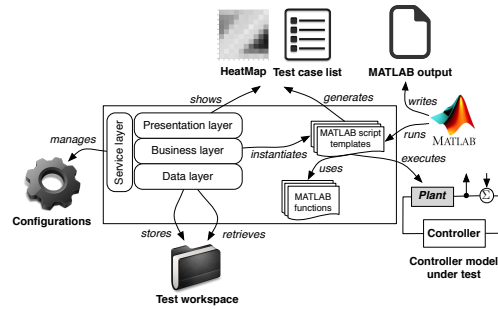 HeatMap
Test case list
MATLAB output
shows
generates
writes
MATLAB
runs
manages
Service layer
Presentation layer
Business layer
Data layer
instantiates
MATLAB script
templates
executes
uses
MATLAB
functions
Plant
Σ
Controller
Configurations
stores
retrieves
Controller model
under test
Test workspace